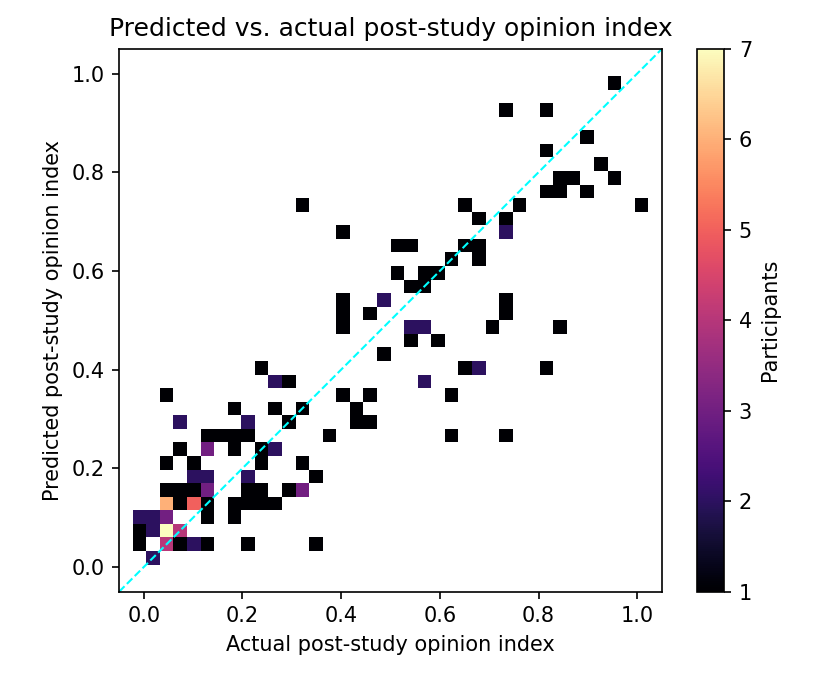 Predicted vs. actual post-study opinion index
Predicted post-study opinion index
1.0
0.8
0.6
0.4
0.2
0.0
0.0 0.2 0.4 0.6 0.8 1.0
Actual post-study opinion index
7
6
5
4
3
2
1
Participants